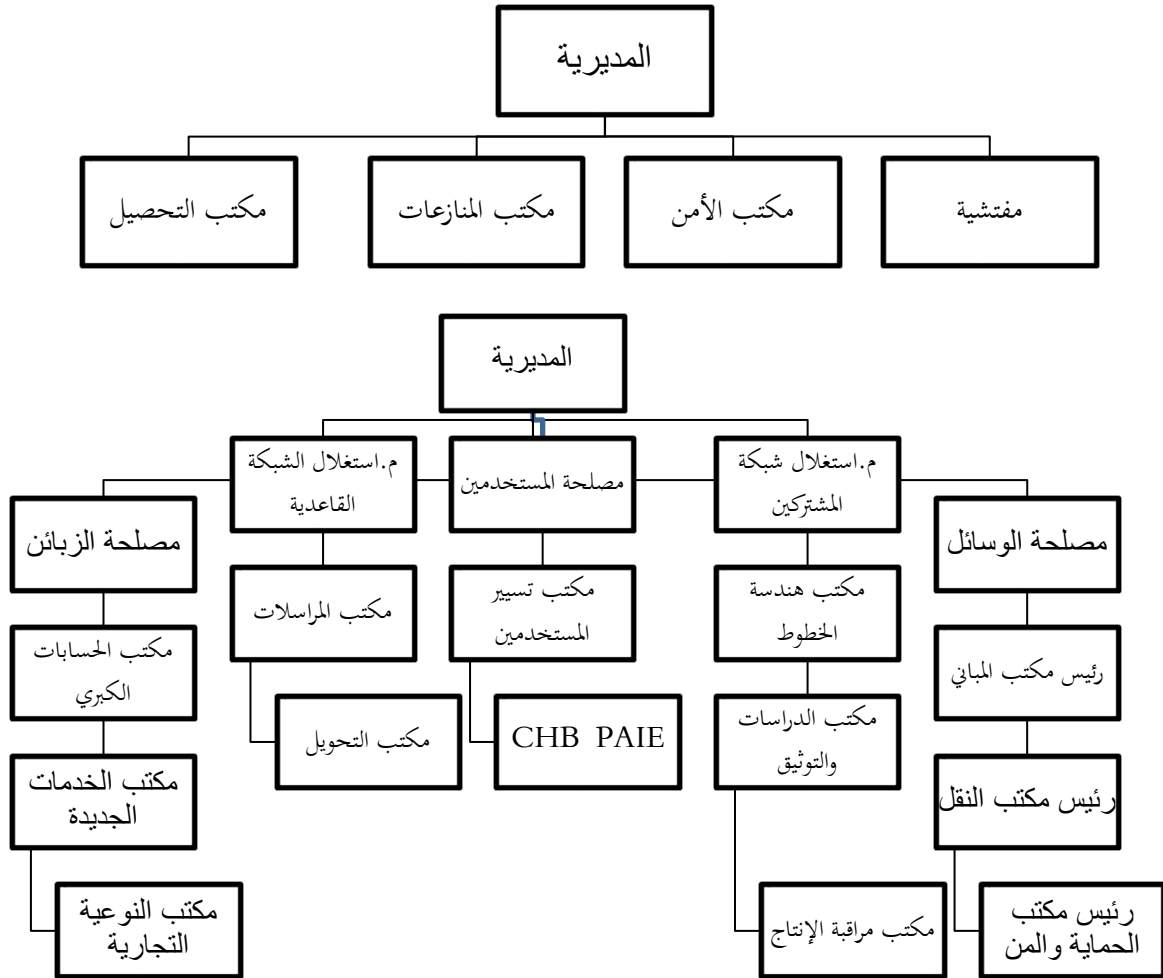 المديرية
مفتشية
مكتب الأمن
مكتب المنازعات
مكتب التحصيل
المديرية
م.استغلال شبكة
المشتركين
مصلحة المستخدمين
م.استغلال الشبكة
القاعدية
مصلحة الوسائل
مصلحة الزبائن
مكتب هندسة
الخطوط
مكتب تسيير
المستخدمين
مكتب المراسلات
رئيس مكتب المباني
مكتب الحسابات
الكبري
مكتب الدراسات
والتوثيق
CHB PAIE
مكتب التحويل
رئيس مكتب النقل
مكتب الخدمات
الجديدة
رئيس مكتب
الحماية والمن
مكتب مراقبة الإنتاج
مكتب النوعية
التجارية